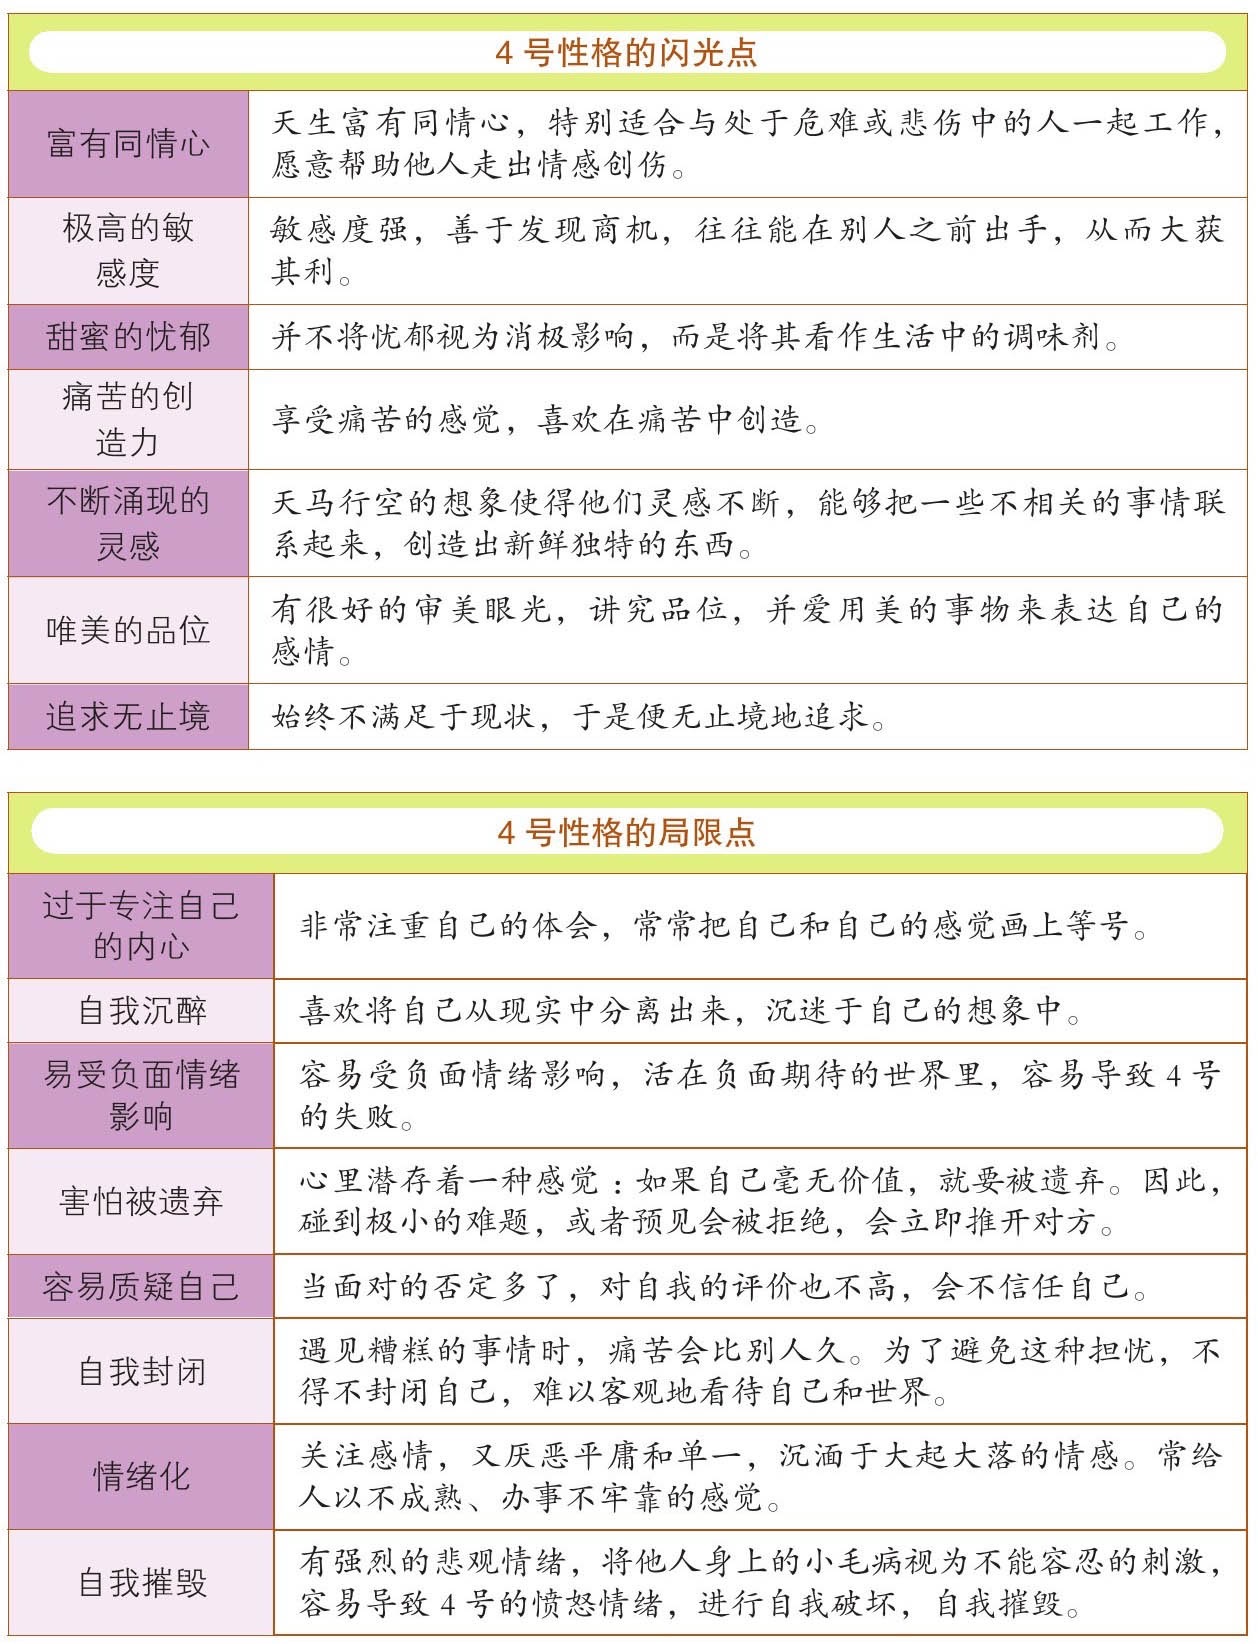 4 号性格的闪光点
富有同情心
天生富有同情心，特别适合与处于危难或悲伤中的人一起工作，
愿意帮助他人走出情感创伤。
极高的敏
感度
敏感度强，善于发现商机，往往能在别人之前出手，从而大获
其利。
甜蜜的忧郁
并不将忧郁视为消极影响，而是将其看作生活中的调味剂。
痛苦的创
造力
享受痛苦的感觉，喜欢在痛苦中创造。
不断涌现的
灵感
天马行空的想象使得他们灵感不断，能够把一些不相关的事情联
系起来，创造出新鲜独特的东西。
唯美的品位
有很好的审美眼光，讲究品位，并爱用美的事物来表达自己的
感情。
追求无止境
始终不满足于现状，于是便无止境地追求。
4 号性格的局限点
过于专注自己
的内心
非常注重自己的体会，常常把自己和自己的感觉画上等号。
自我沉醉
喜欢将自己从现实中分离出来，沉迷于自己的想象中。
易受负面情绪
影响
容易受负面情绪影响，活在负面期待的世界里，容易导致 4 号
的失败。
害怕被遗弃
心里潜存着一种感觉：如果自己毫无价值，就要被遗弃。因此，
碰到极小的难题，或者预见会被拒绝，会立即推开对方。
容易质疑自己
当面对的否定多了，对自我的评价也不高，会不信任自己。
自我封闭
遇见糟糕的事情时，痛苦会比别人久。为了避免这种担忧，不
得不封闭自己，难以客观地看待自己和世界。
情绪化
关注感情，又厌恶平庸和单一，沉湎于大起大落的情感。常给
人以不成熟、办事不牢靠的感觉。
自我摧毁
有强烈的悲观情绪，将他人身上的小毛病视为不能容忍的刺激，
容易导致 4 号的愤怒情绪，进行自我破坏，自我摧毁。